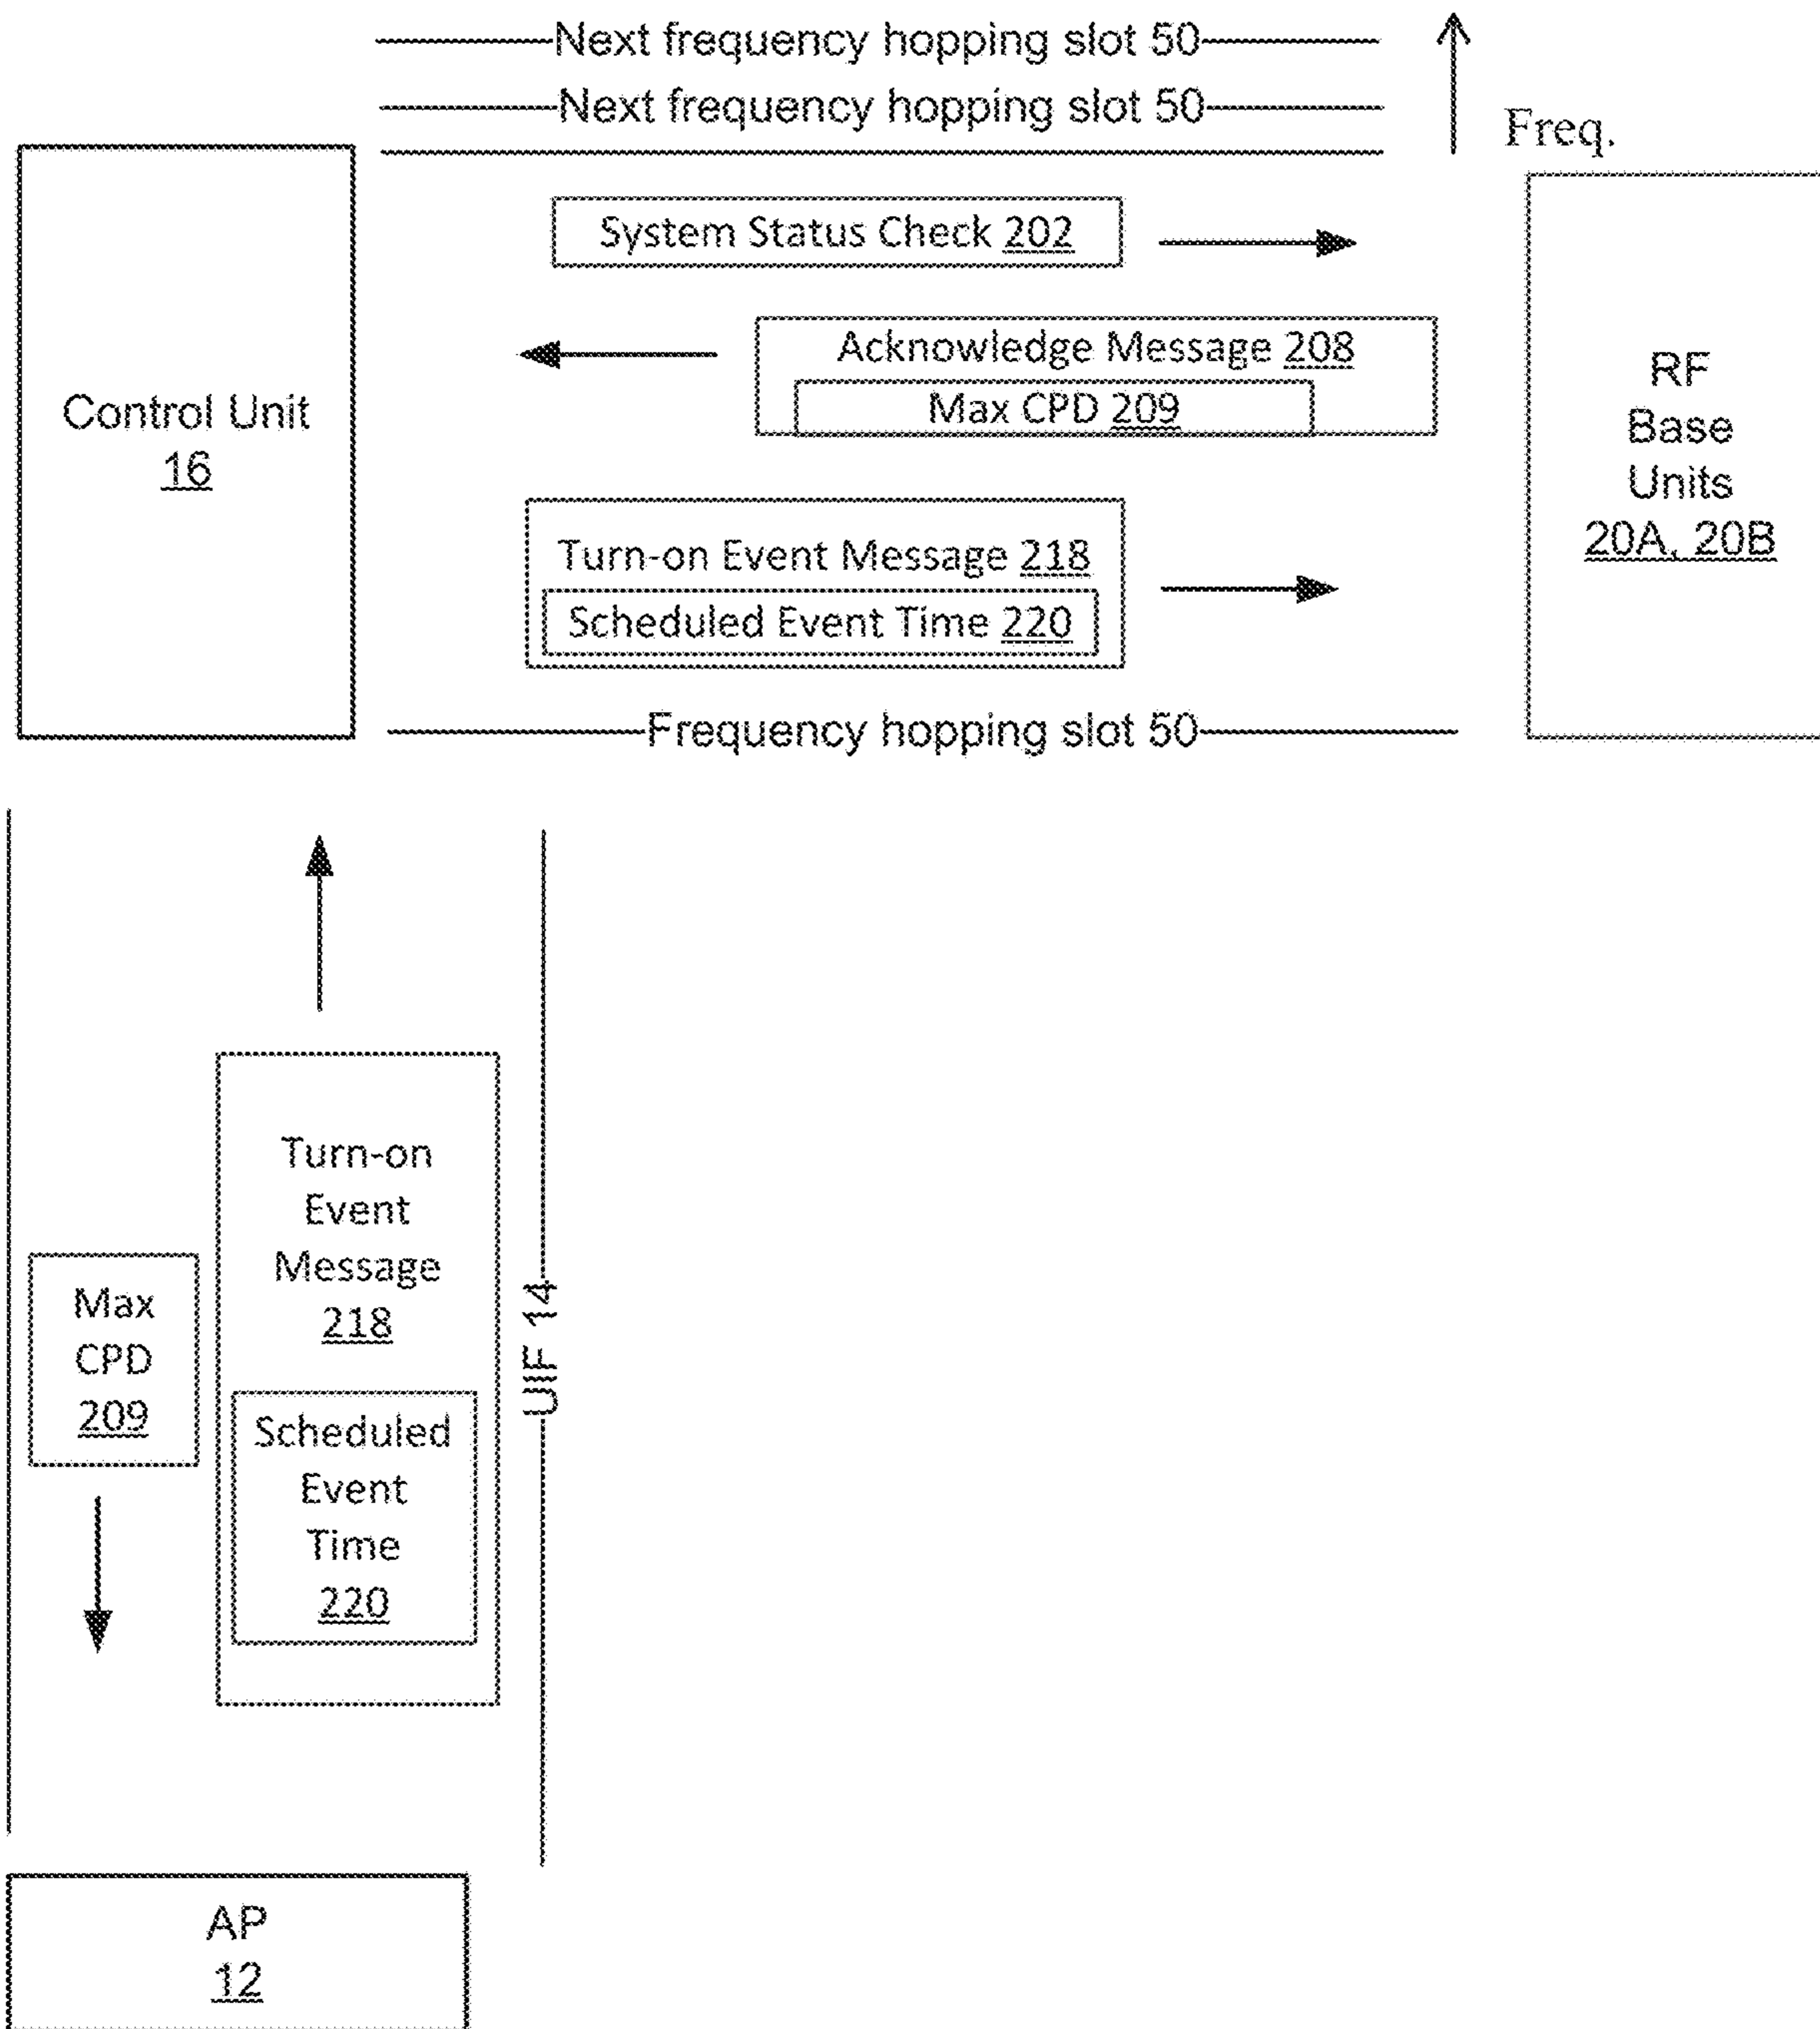 Next frequency hopping slot 50
Next frequency hopping slot 50
Freq.
System Status Check 202
Acknowledge Message 208
Max CPD 209
Control Unit
16
RF
Base
Units
20A, 20B
Turn-on Event Message 218
Scheduled Event Time 220
Frequency hopping slot 50
Turn-on
Event
Message
218
Max
CPD
209
UIF 14
Scheduled
Event
Time
220
AP
12